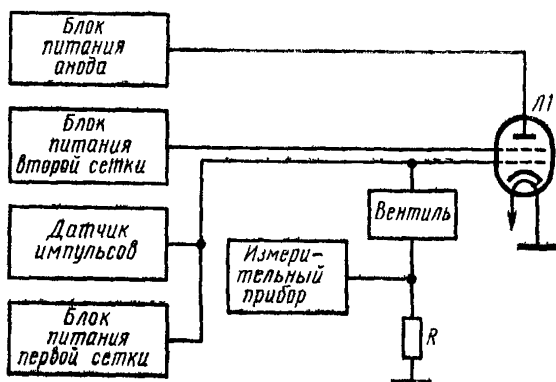 Блок
питания
анода
Л1
Блок
питания
второй сетки
Датчик
импульсов
Вентиль
Измери-
тельный
прибор
Блок
питания
первой сетки
R